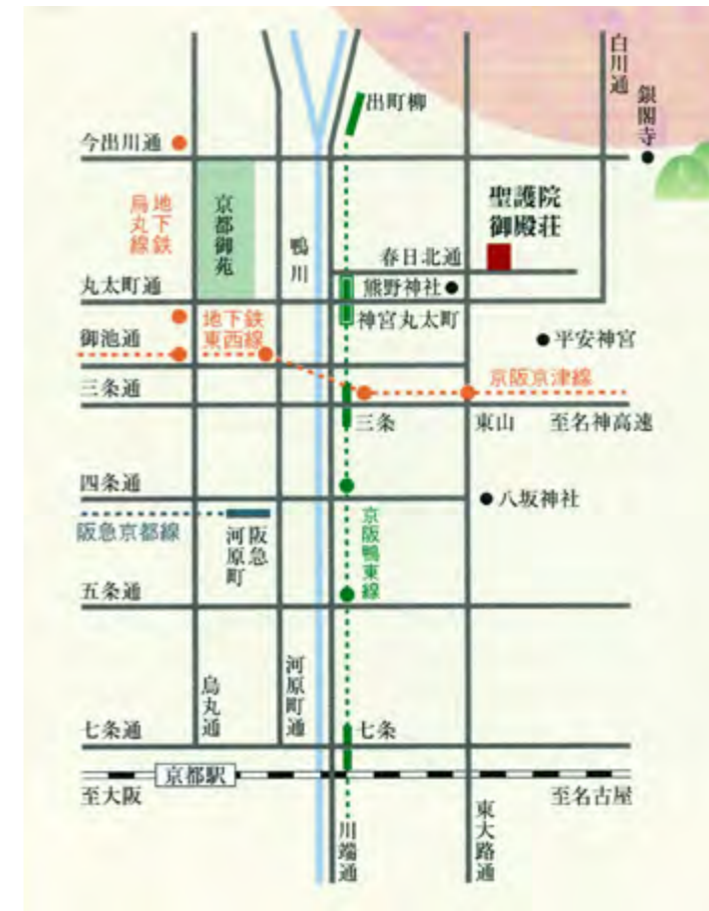 白川通
銀閣寺
出町柳
今出川通
地下鉄
烏丸線
京都御苑
鴨川
聖護院
御殿荘
春日北通
丸太町通
熊野神社
神宮丸太町
地下鉄
東西線
御池通
平安神宮
三条通
京阪京津線
三条
東山
至名神高速
四条通
八坂神社
阪急京都線
阪急
河原町
京阪鴨東線
五条通
烏丸通
河原町通
七条通
七条
京都駅
至大阪
至名古屋
川端通
東大路通